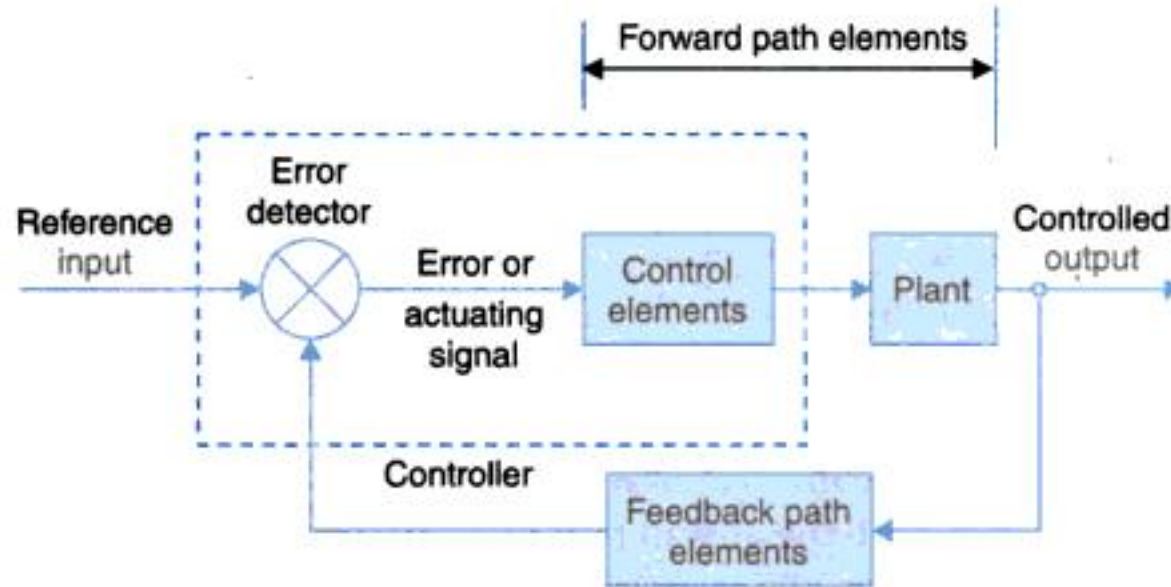 Forward path elements
Error
detector
Reference
input
Error or
actuating
signal
Control
elements
Plant
Controlled
output
Controller
Feedback path
elements